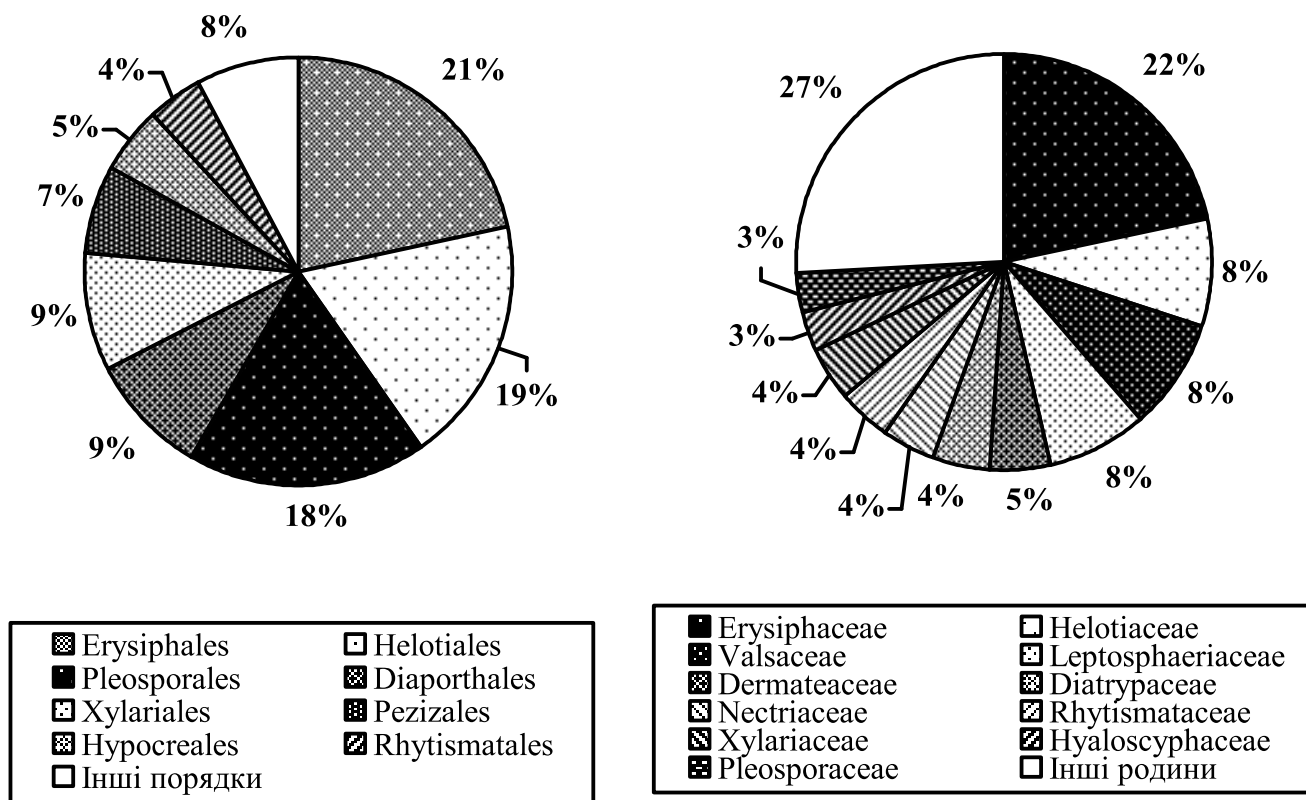 8%
4%
21%
5%
7%
9%
19%
9%
18%
22%
27%
3%
8%
3%
8%
4%
4%
8%
4%
4%
5%
Erysiphales Helotiales
Pleosporales Diaporthales
Xylariales Pezizales
Hypocreales Rhytismatales
Інші порядки
Erysiphaceae Helotiaceae
Valsaceae Leptosphaeriaceae
Dermateaceae Diatrypaceae
Nectriaceae Rhytismataceae
Xylariaceae Hyaloscyphaceae
Pleosporaceae Інші родини